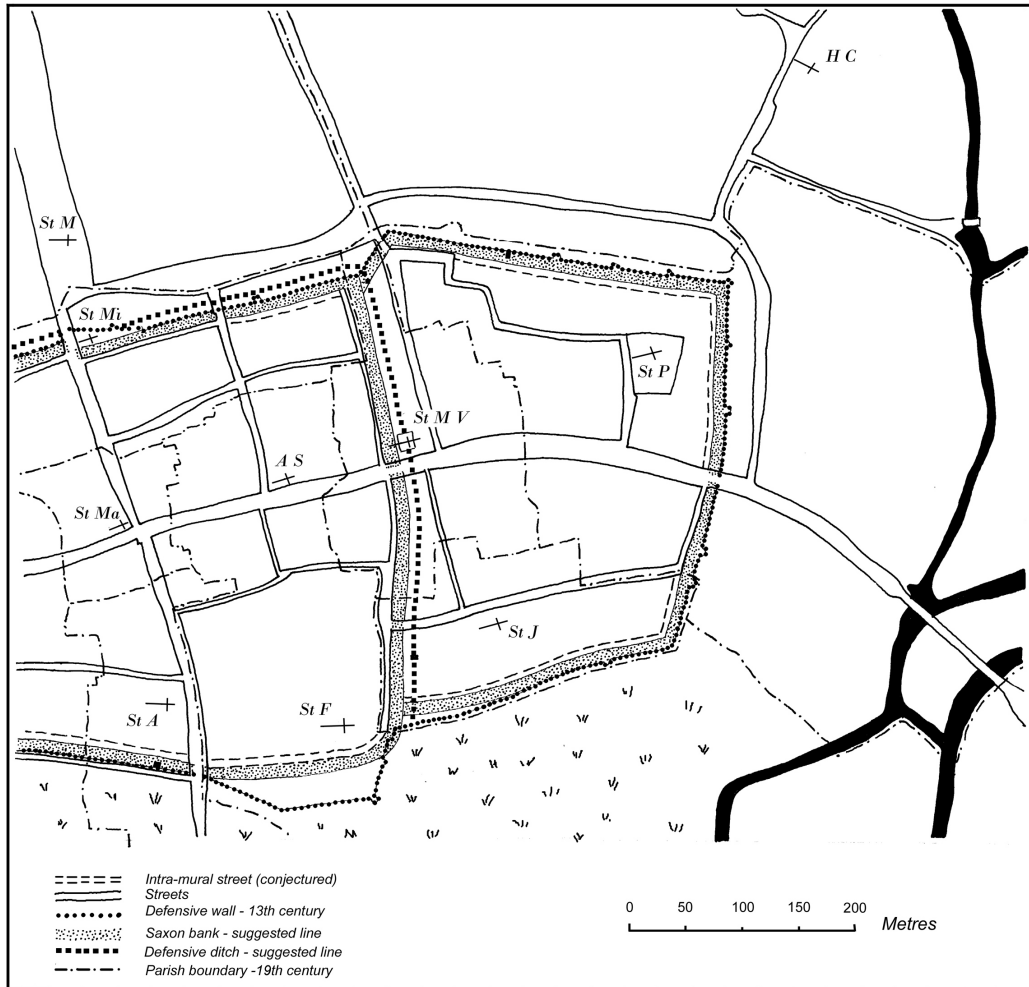 H C
St M
St Mi
St P
St M V
A S
St Ma
St J
St A
St F
Intra-mural street (conjectured)
Streets
Defensive wall - 13th century
Saxon bank - suggested line
Defensive ditch - suggested line
Parish boundary -19th century
0 50 100 150 200
Metres